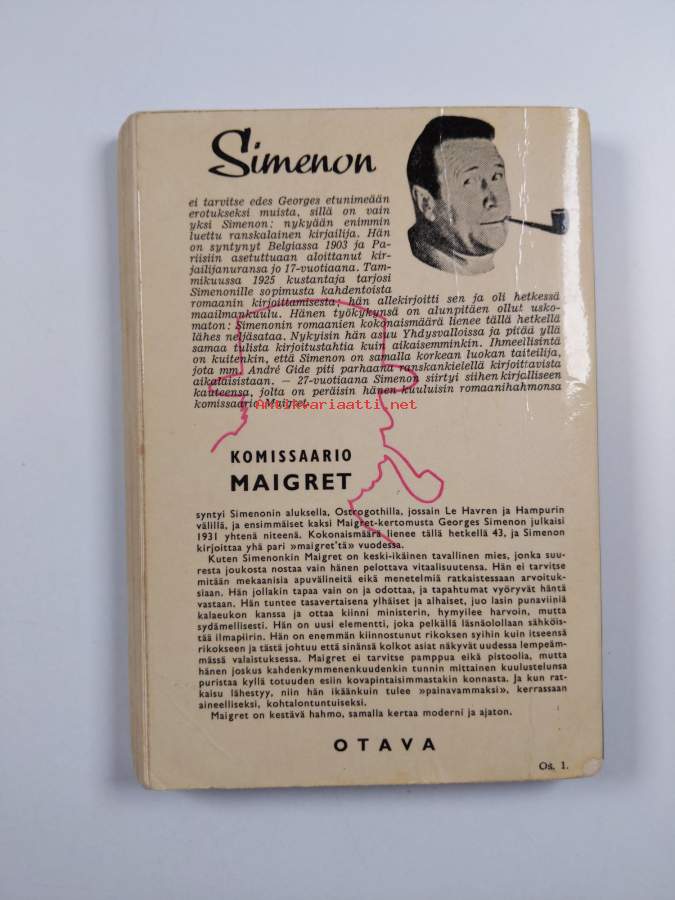 Simenon
ei tarvitse edes Georges etunimeään
erotukseksi muista, sillä on vain
yksi Simenon: nykyään enimmin
luettu ranskalainen kirjailija. Hän
on syntynyt Belgiassa 1903 ja Pa-
riisiin asetuttuaan aloittanut kir-
jailijanuransa jo 17-vuotiaana. Tam-
mikuussa 1925 kustantaja tarjosi
Simenonille sopimusta kahdentoista
romaanin kirjoittamisesta; hän allekirjoitti sen ja oli hetkessä
maailmankuulu. Hänen työkykynsä on alunpitäen ollut usko-
maton: Simenonin romaanien kokonaismäärä lienee tällä hetkellä
lähes neljäsataa. Nykyisin hän asuu Yhdysvalloissa ja pitää yllä
samaa tulista kirjoitustahtia kuin aikaisemminkin. Ihmeellisintä
on kuitenkin, että Simenon on samalla korkean luokan taiteilija,
jota mm. André Gide piti parhaana ranskankielellä kirjoittavista
aikalaisistaan. — 27-vuotiaana Simenon siirtyi siihen kirjalliseen
kauteensa, jolta on peräisin hänen kuuluisin romaanihahmonsa
komissaario Maigret.
Antikvariaatti.net
KOMISSAARIO
MAIGRET
syntyi Simenonin aluksella, Ostrogothilla, jossain Le Havren ja Hampurin
välillä, ja ensimmäiset kaksi Maigret-kertomusta Georges Simenon julkaisi
1931 yhtenä niteenä. Kokonaismäärä lienee tällä hetkellä 43, ja Simenon
kirjoittaa yhä pari »maigret'tä» vuodessa.
Kuten Simenonkin Maigret on keski-ikäinen tavallinen mies, jonka suu-
resta joukosta nostaa vain hänen pelottava vitaalisuutensa. Hän ei tarvitse
mitään mekaanisia apuvälineitä eikä menetelmiä ratkaistessaan arvoituk-
siaan. Hän jollakin tapaa vain on ja odottaa, ja tapahtumat vyöryvät häntä
vastaan. Hän tuntee tasavertaisena ylhäiset ja alhaiset, juo lasin punaviiniä
kalaeukon kanssa ja ottaa kiinni ministerin, hymyilee harvoin, mutta
sydämellisesti. Hän on uusi elementti, joka pelkällä läsnäolollaan sähköis-
tää ilmapiirin. Hän on enemmän kiinnostunut rikoksen syihin kuin itseensä
rikokseen ja tästä johtuu että sinänsä kolkot asiat näkyvät uudessa lempeäm-
mässä valaistuksessa. Maigret ei tarvitse pamppua eikä pistoolia, mutta
hänen joskus kahdenkymmenenkuudenkin tunnin mittainen kuulustelunsa
puristaa kyllä totuuden esiin kovapintaisimmastakin konnasta. Ja kun rat-
kaisu lähestyy, niin hän ikäänkuin tulee »painavammaksi», kerrassaan
aineelliseksi, kohtalontuntuiseksi.
Maigret on kestävä hahmo, samalla kertaa moderni ja ajaton.
OTAVA
Os. 1.